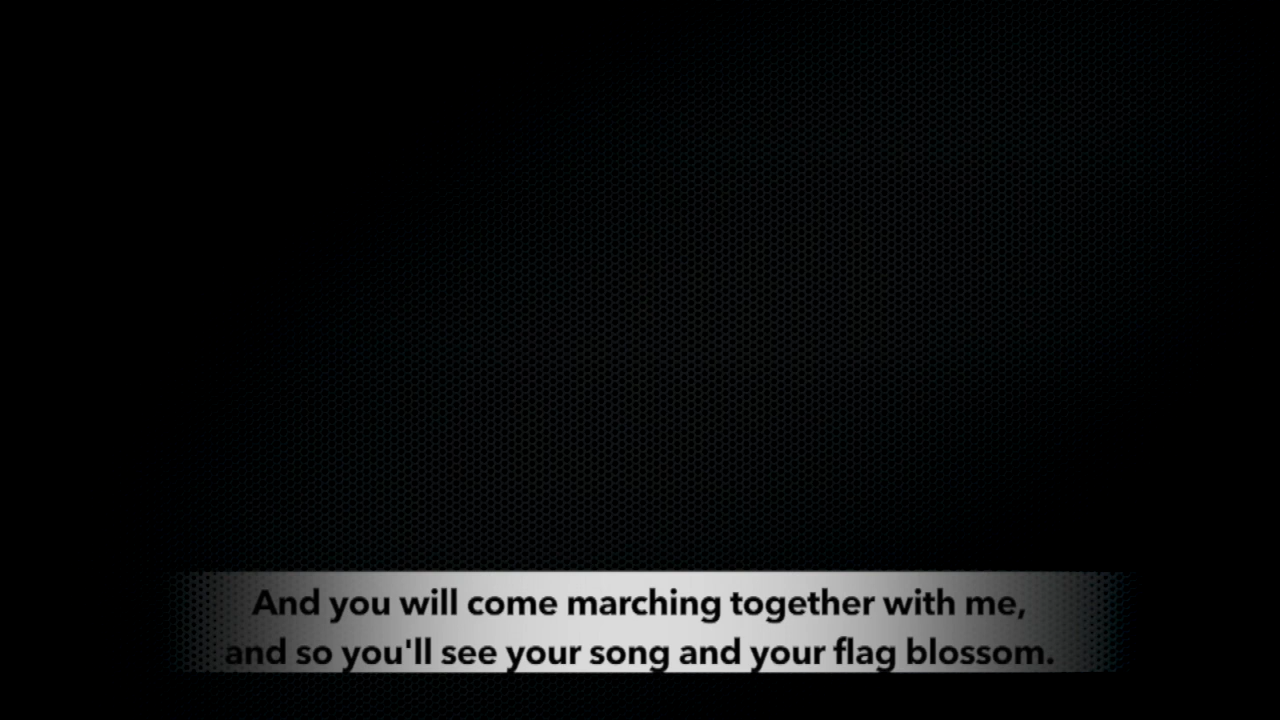 And you will come marching together with me,
and so you'll see your song and your flag blossom.